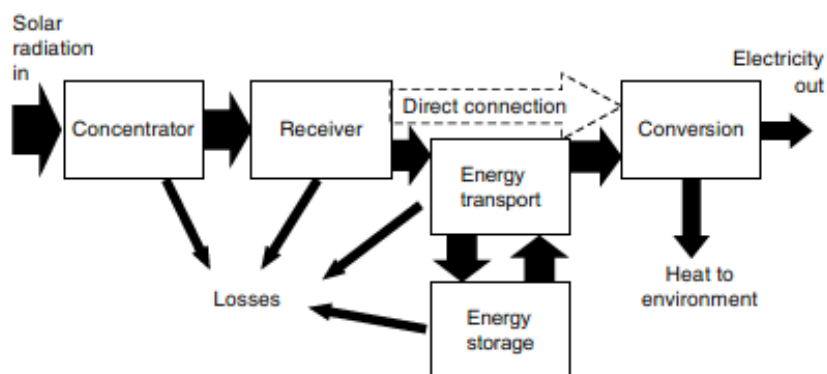 Solar
radiation
in
Electricity
out
Direct connection
Concentrator
Receiver
Conversion
Energy
transport
Losses
Heat to
environment
Energy
storage